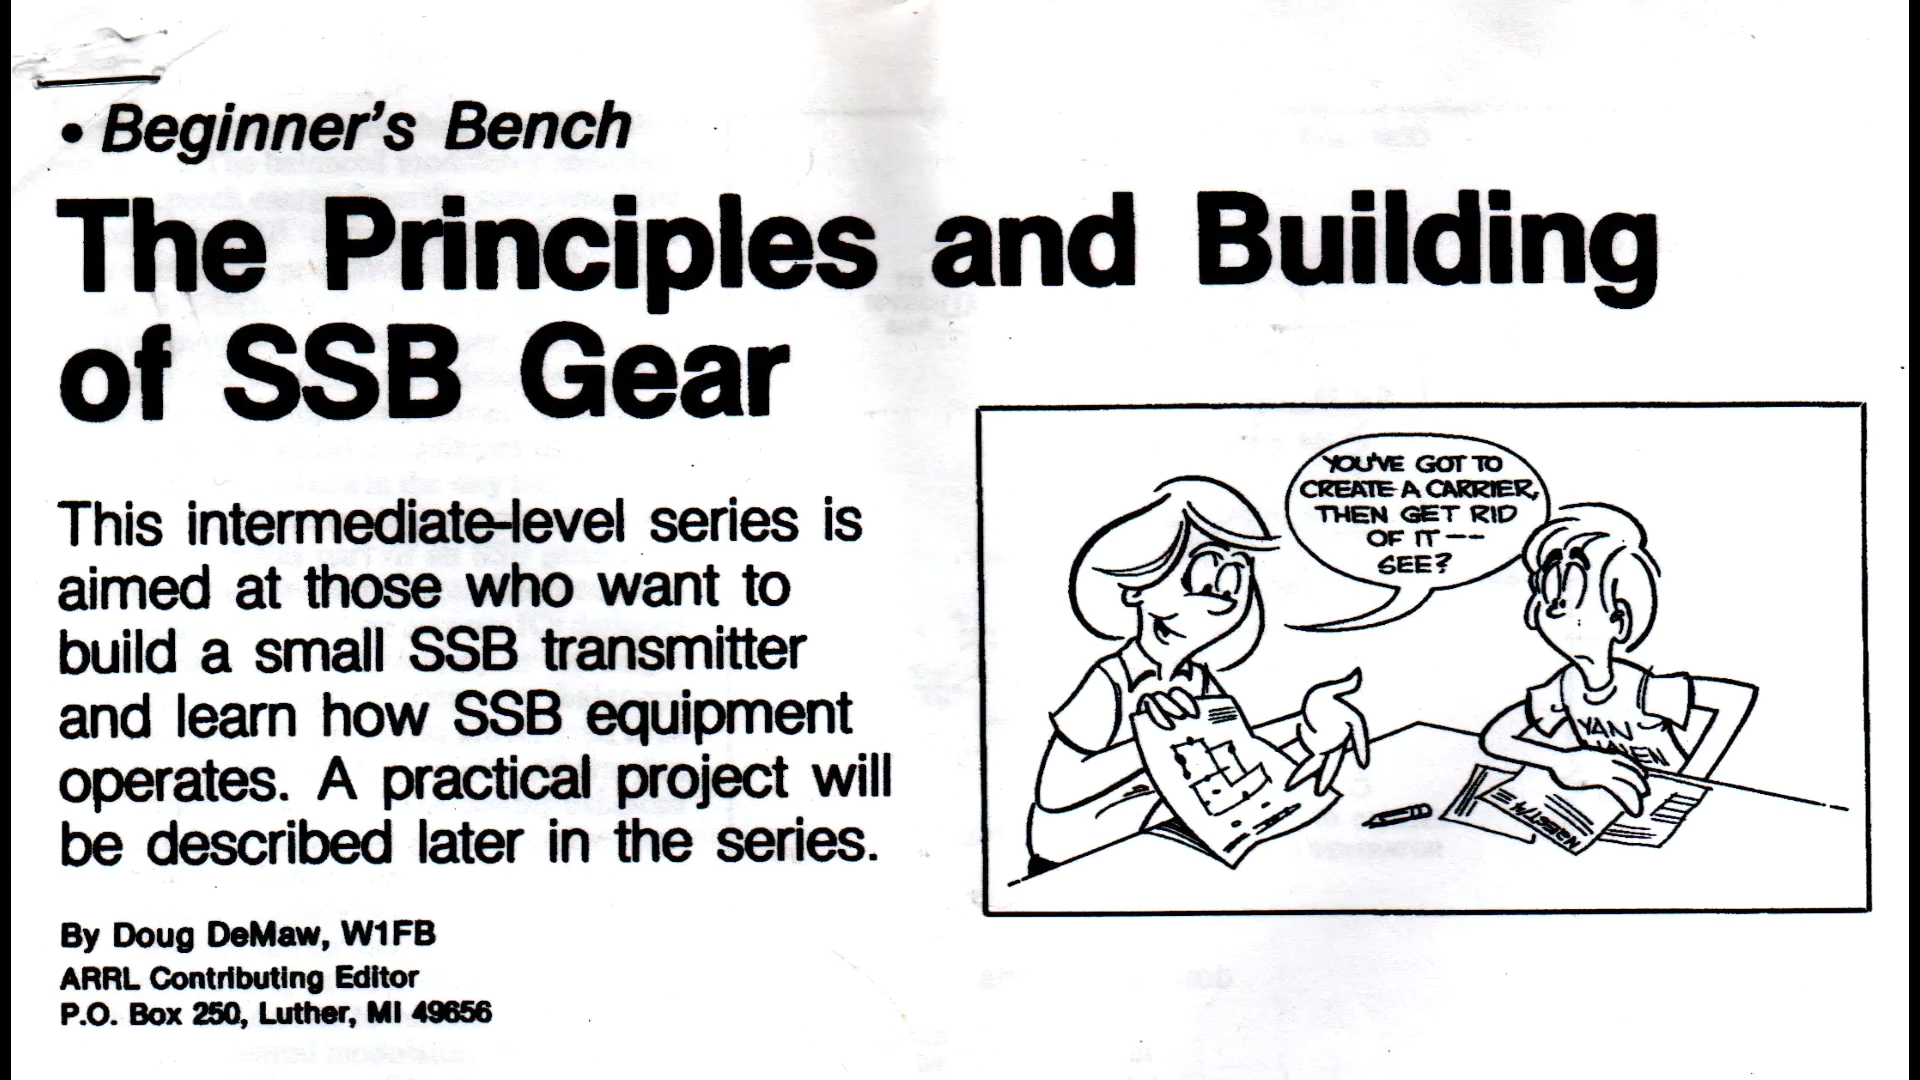 • Beginner's Bench
The Principles and Building
of SSB Gear
This intermediate-level series is
aimed at those who want to
build a small SSB transmitter
and learn how SSB equipment
operates. A practical project will
be described later in the series.
By Doug DeMaw, W1FB
ARRL Contributing Editor
P.O. Box 250, Luther, MI 49656
YOU'VE GOT TO
CREATE A CARRIER,
THEN GET RID
OF IT--
SEE?
VAN